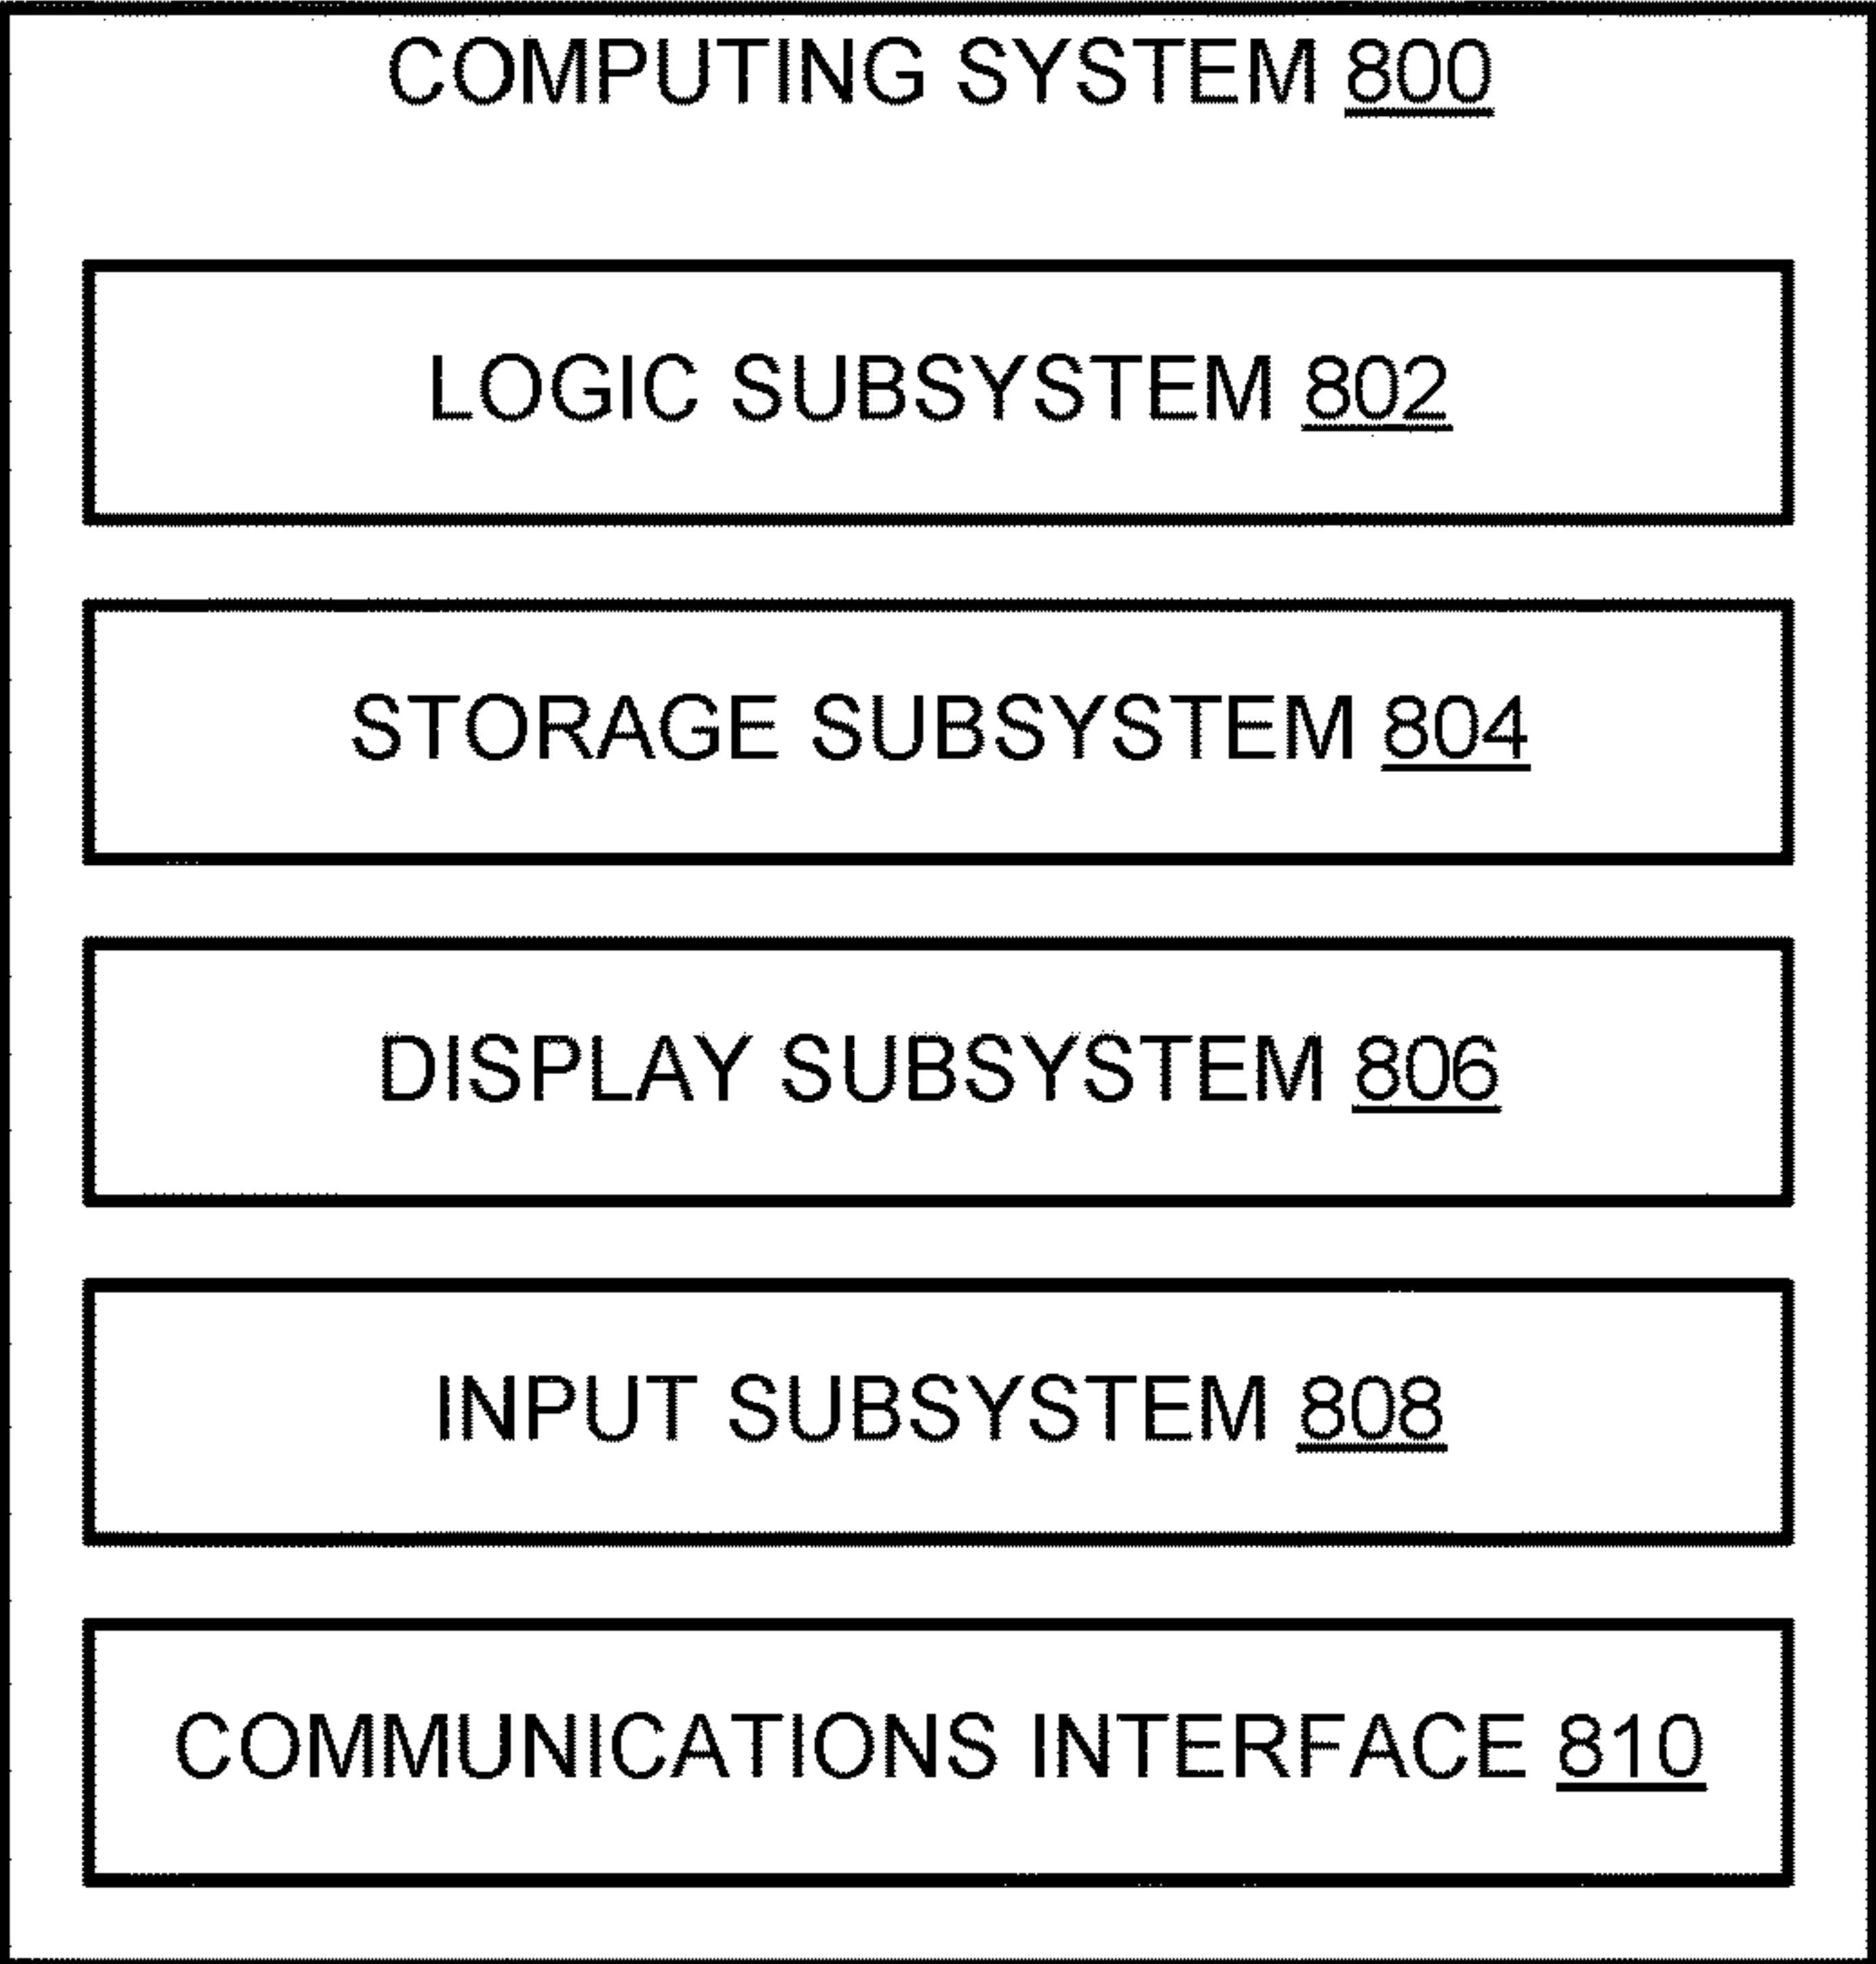 COMPUTING SYSTEM 800
LOGIC SUBSYSTEM 802
STORAGE SUBSYSTEM 804
DISPLAY SUBSYSTEM 806
INPUT SUBSYSTEM 808
COMMUNICATIONS INTERFACE 810